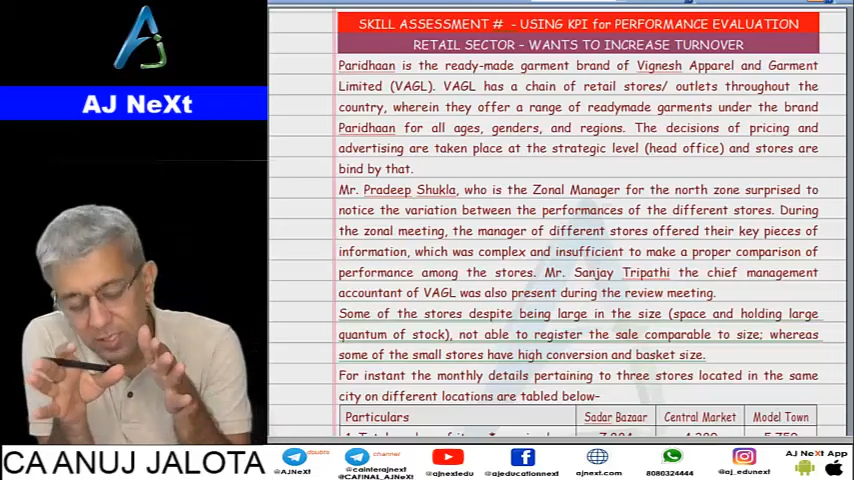 SKILL ASSESSMENT # - USING KPI for PERFORMANCE EVALUATION
RETAIL SECTOR - WANTS TO INCREASE TURNOVER
Paridhaan is the ready-made garment brand of Vignesh Apparel and Garment
Limited (VAGL). VAGL has a chain of retail stores/ outlets throughout the
country, wherein they offer a range of readymade garments under the brand
Paridhaan for all ages, genders, and regions. The decisions of pricing and
advertising are taken place at the strategic level (head office) and stores are
bind by that.
Mr. Pradeep Shukla, who is the Zonal Manager for the north zone surprised to
notice the variation between the performances of the different stores. During
the zonal meeting, the manager of different stores offered their key pieces of
information, which was complex and insufficient to make a proper comparison of
performance among the stores. Mr. Sanjay Tripathi the chief management
accountant of VAGL was also present during the review meeting.
Some of the stores despite being large in the size (space and holding large
quantum of stock), not able to register the sale comparable to size; whereas
some of the small stores have high conversion and basket size.
For instant the monthly details pertaining to three stores located in the same
city on different locations are tabled below-
Particulars Sadar Bazaar Central Market Model Town
Aj
AJ NeXt
CA ANUJ JALOTA
doubts
@AJNeXt
channel
@cainterajnext
@CAFINAL_AJNeXt
@ajnextedu
@ajeducationnext
ajnext.com
8080324444
@aj_edunext
AJ NeXt App